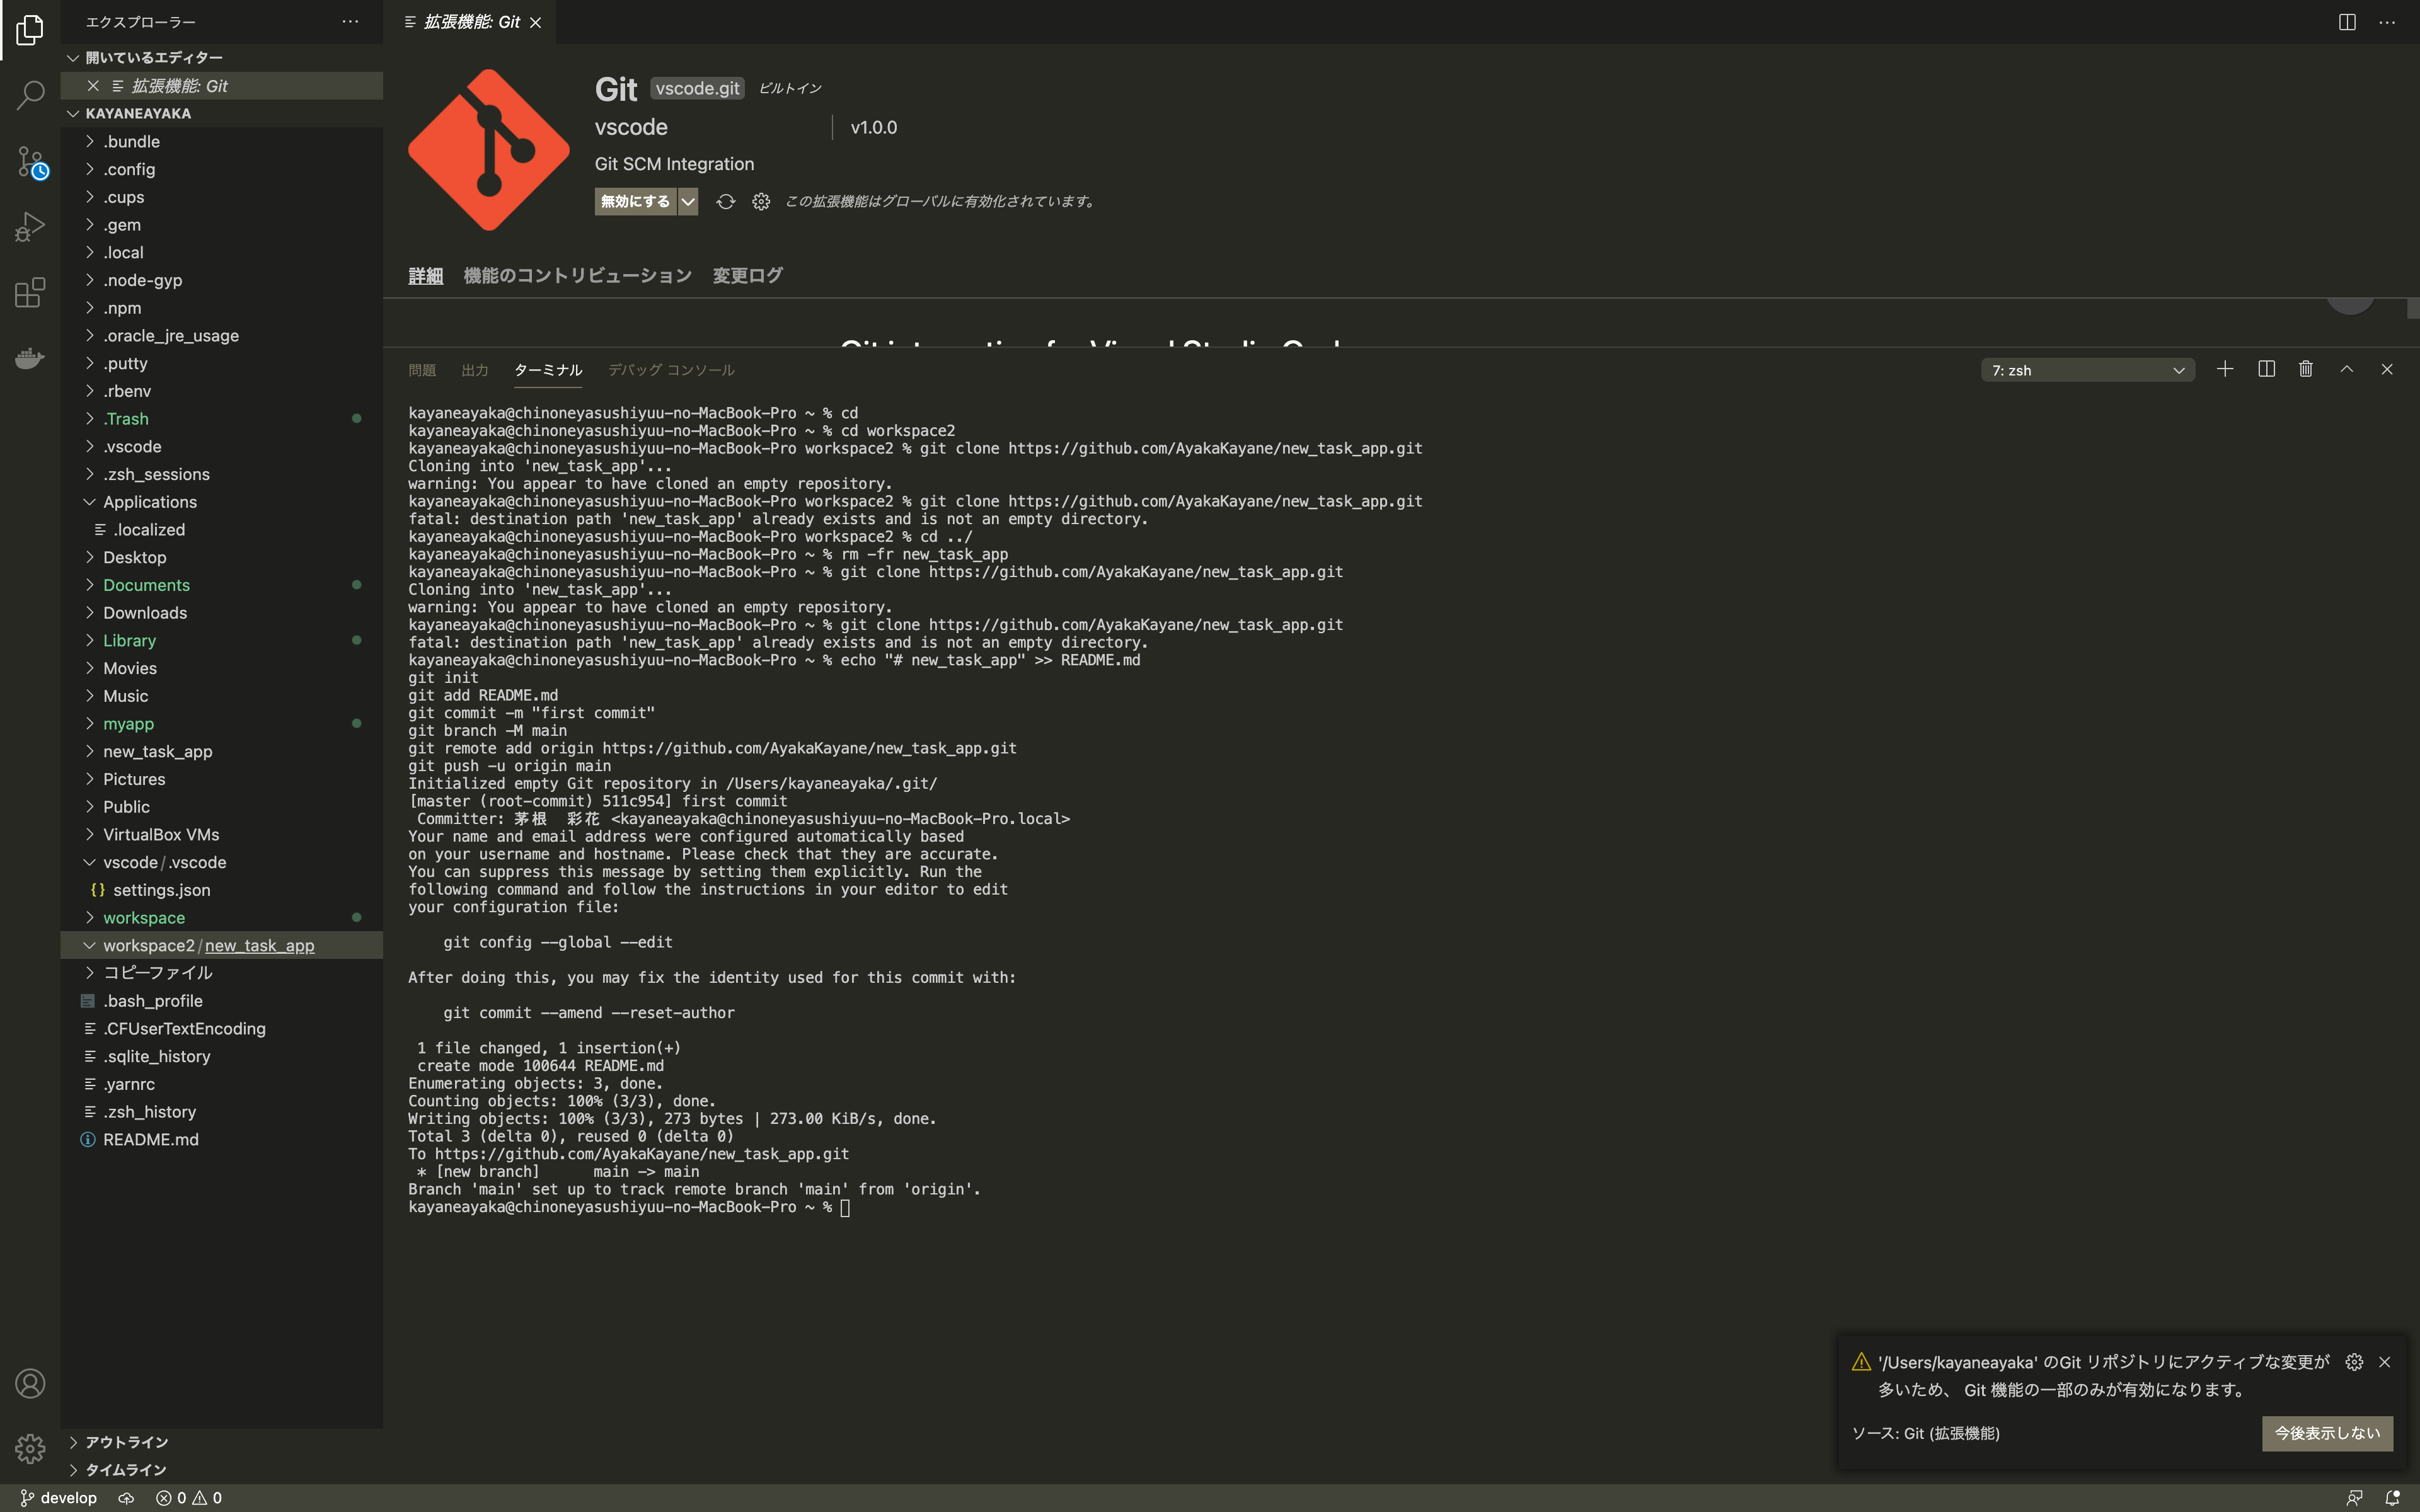 エクスプローラー
開いているエディター
拡張機能: Git
KAYANEAYAKA
.bundle
.config
.cups
.gem
.local
.node-gyp
.npm
.oracle_jre_usage
.putty
.rbenv
.Trash
.vscode
.zsh_sessions
Applications
.localized
Desktop
Documents
Downloads
Library
Movies
Music
myapp
new_task_app
Pictures
Public
VirtualBox VMs
vscode/.vscode
{} settings.json
workspace
workspace2/new_task_app
コピーファイル
.bash_profile
.CFUserTextEncoding
.sqlite_history
.yarnrc
.zsh_history
README.md
アウトライン
タイムライン
拡張機能: Git
Git vscode.git ビルトイン
vscode v1.0.0
Git SCM Integration
無効にする この拡張機能はグローバルに有効化されています。
詳細 機能のコントリビューション 変更ログ
Git integration for Visual Studio Code
問題 出力 ターミナル デバッグ コンソール 7: zsh
kayaneayaka@chinoneyasushiyuu-no-MacBook-Pro ~ % cd
kayaneayaka@chinoneyasushiyuu-no-MacBook-Pro ~ % cd workspace2
kayaneayaka@chinoneyasushiyuu-no-MacBook-Pro workspace2 % git clone https://github.com/AyakaKayane/new_task_app.git
Cloning into 'new_task_app'...
warning: You appear to have cloned an empty repository.
kayaneayaka@chinoneyasushiyuu-no-MacBook-Pro workspace2 % git clone https://github.com/AyakaKayane/new_task_app.git
fatal: destination path 'new_task_app' already exists and is not an empty directory.
kayaneayaka@chinoneyasushiyuu-no-MacBook-Pro workspace2 % cd ../
kayaneayaka@chinoneyasushiyuu-no-MacBook-Pro ~ % rm -fr new_task_app
kayaneayaka@chinoneyasushiyuu-no-MacBook-Pro ~ % git clone https://github.com/AyakaKayane/new_task_app.git
Cloning into 'new_task_app'...
warning: You appear to have cloned an empty repository.
kayaneayaka@chinoneyasushiyuu-no-MacBook-Pro ~ % git clone https://github.com/AyakaKayane/new_task_app.git
fatal: destination path 'new_task_app' already exists and is not an empty directory.
kayaneayaka@chinoneyasushiyuu-no-MacBook-Pro ~ % echo "# new_task_app" >> README.md
git init
git add README.md
git commit -m "first commit"
git branch -M main
git remote add origin https://github.com/AyakaKayane/new_task_app.git
git push -u origin main
Initialized empty Git repository in /Users/kayaneayaka/.git/
[master (root-commit) 511c954] first commit
Committer: 茅根 彩花 <kayaneayaka@chinoneyasushiyuu-no-MacBook-Pro.local>
Your name and email address were configured automatically based
on your username and hostname. Please check that they are accurate.
You can suppress this message by setting them explicitly. Run the
following command and follow the instructions in your editor to edit
your configuration file:
git config --global --edit
After doing this, you may fix the identity used for this commit with:
git commit --amend --reset-author
1 file changed, 1 insertion(+)
create mode 100644 README.md
Enumerating objects: 3, done.
Counting objects: 100% (3/3), done.
Writing objects: 100% (3/3), 273 bytes | 273.00 KiB/s, done.
Total 3 (delta 0), reused 0 (delta 0)
To https://github.com/AyakaKayane/new_task_app.git
* [new branch] main -> main
Branch 'main' set up to track remote branch 'main' from 'origin'.
kayaneayaka@chinoneyasushiyuu-no-MacBook-Pro ~ %
'/Users/kayaneayaka' のGit リポジトリにアクティブな変更が
多いため、 Git 機能の一部のみが有効になります。
ソース: Git (拡張機能) 今後表示しない
develop 0 0